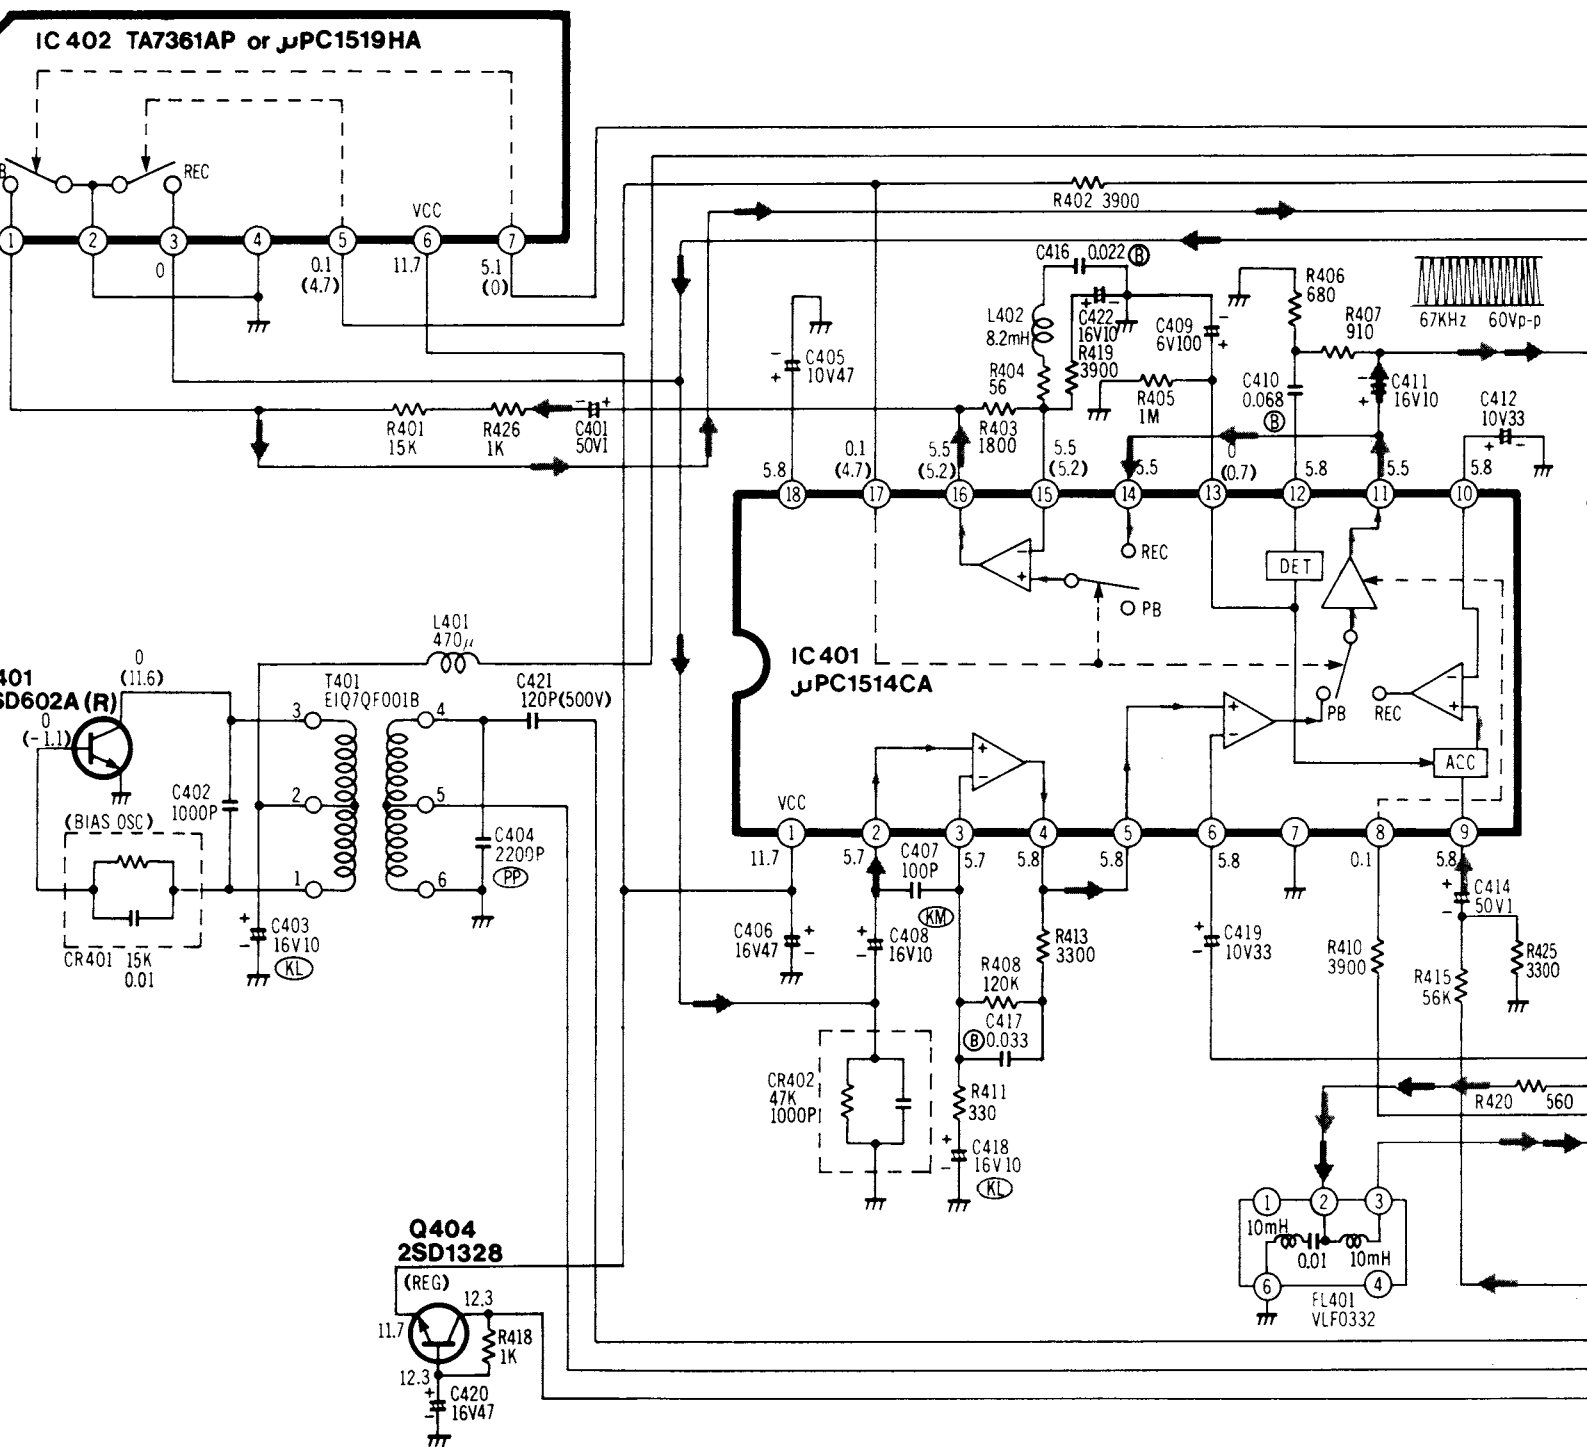 IC 402 TA7361AP or μPC1519HA
B
REC
VCC
1
2
3
4
5
6
7
0
0.1
(4.7)
11.7
5.1
(0)
R402 3900
C416 0.022 B
L402
8.2mH
C422
16V10
R419
3900
C409
6V100
R406
680
R407
910
67KHz 60Vp-p
C405
10V47
R404
56
R405
1M
C410
0.068
B
C411
16V10
C412
10V33
R401
15K
R426
1K
C401
50V1
R403
1800
5.8
0.1
(4.7)
5.5
(5.2)
5.5
(5.2)
5.5
0
(0.7)
5.8
5.5
5.8
18
17
16
15
14
13
12
11
10
REC
PB
DET
IC 401
μPC1514CA
PB
REC
ACC
VCC
1
2
3
4
5
6
7
8
9
11.7
5.7
5.7
5.8
5.8
5.8
0.1
5.8
L401
470μ
401
SD602A (R)
0
(11.6)
0
(-1.1)
T401
EIQ7QF001B
C421
120P(500V)
3
2
1
4
5
6
C402
1000P
(BIAS OSC)
CR401 15K
0.01
C403
16V10
KL
C404
2200P
PP
C407
100P
KM
C406
16V47
C408
16V10
R413
3300
R408
120K
C417
B 0.033
R411
330
C418
16V10
KL
CR402
47K
1000P
C419
10V33
R410
3900
R415
56K
C414
50V1
R425
3300
R420 560
1
2
3
10mH
0.01
10mH
6
4
FL401
VLF0332
Q404
2SD1328
(REG)
12.3
11.7
R418
1K
12.3
C420
16V47